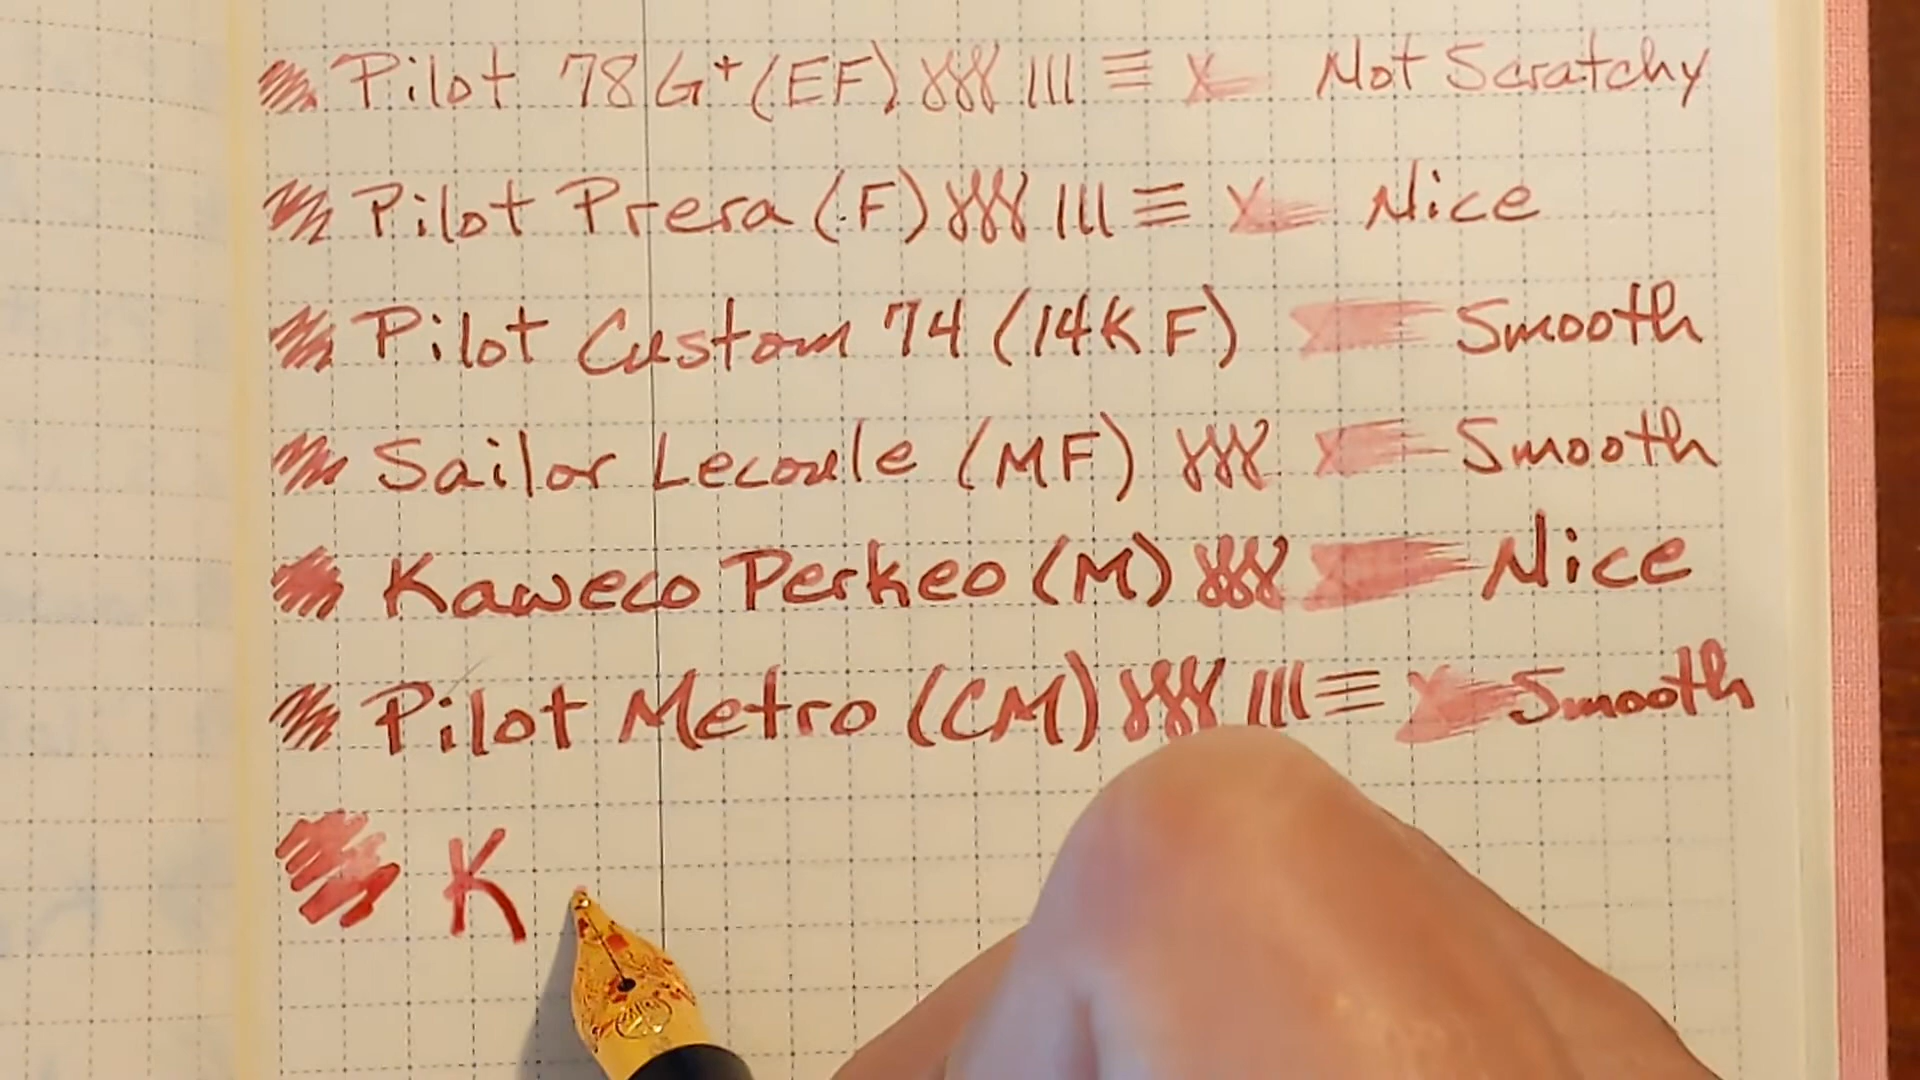 Pilot 78G+ (EF) Not Scratchy
Pilot Prera (F) Nice
Pilot Custom 74 (14K F) Smooth
Sailor Lecoule (MF) Smooth
Kaweco Perkeo (M) Nice
Pilot Metro (CM) Smooth
K